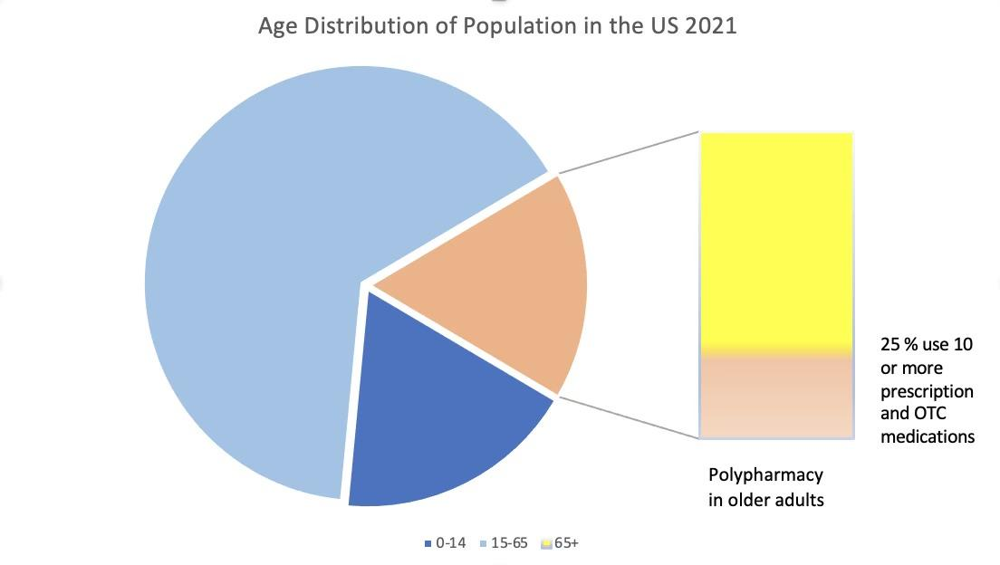 Age Distribution of Population in the US 2021
25 % use 10
or more
prescription
and OTC
medications
Polypharmacy
in older adults
0-14 15-65 65+